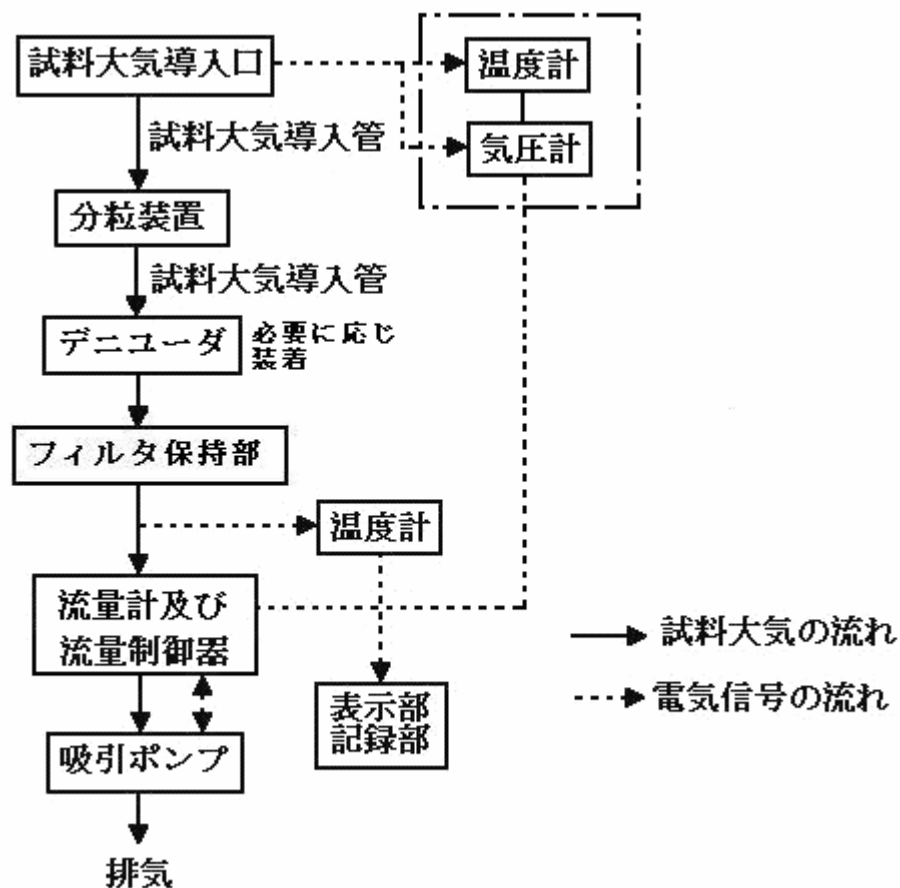 試料大気導入口
温度計
気圧計
試料大気導入管
分粒装置
試料大気導入管
デニューダ
必要に応じ
装着
フィルタ保持部
温度計
流量計及び
流量制御器
試料大気の流れ
電気信号の流れ
表示部
記録部
吸引ポンプ
排気